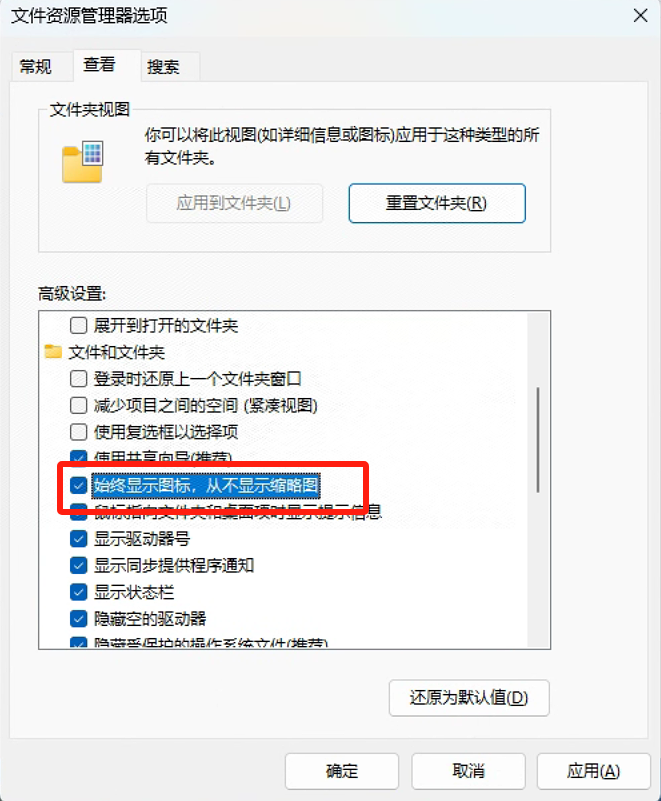 文件资源管理器选项
常规
查看
搜索
文件夹视图
你可以将此视图(如详细信息或图标)应用于这种类型的所
有文件夹。
应用到文件夹(L)
重置文件夹(R)
高级设置:
展开到打开的文件夹
文件和文件夹
登录时还原上一个文件夹窗口
减少项目之间的空间 (紧凑视图)
使用复选框以选择项
使用共享向导(推荐)
始终显示图标，从不显示缩略图
鼠标指向文件夹和桌面项时显示提示信息
显示驱动器号
显示同步提供程序通知
显示状态栏
隐藏空的驱动器
隐藏受保护的操作系统文件(推荐)
还原为默认值(D)
确定
取消
应用(A)